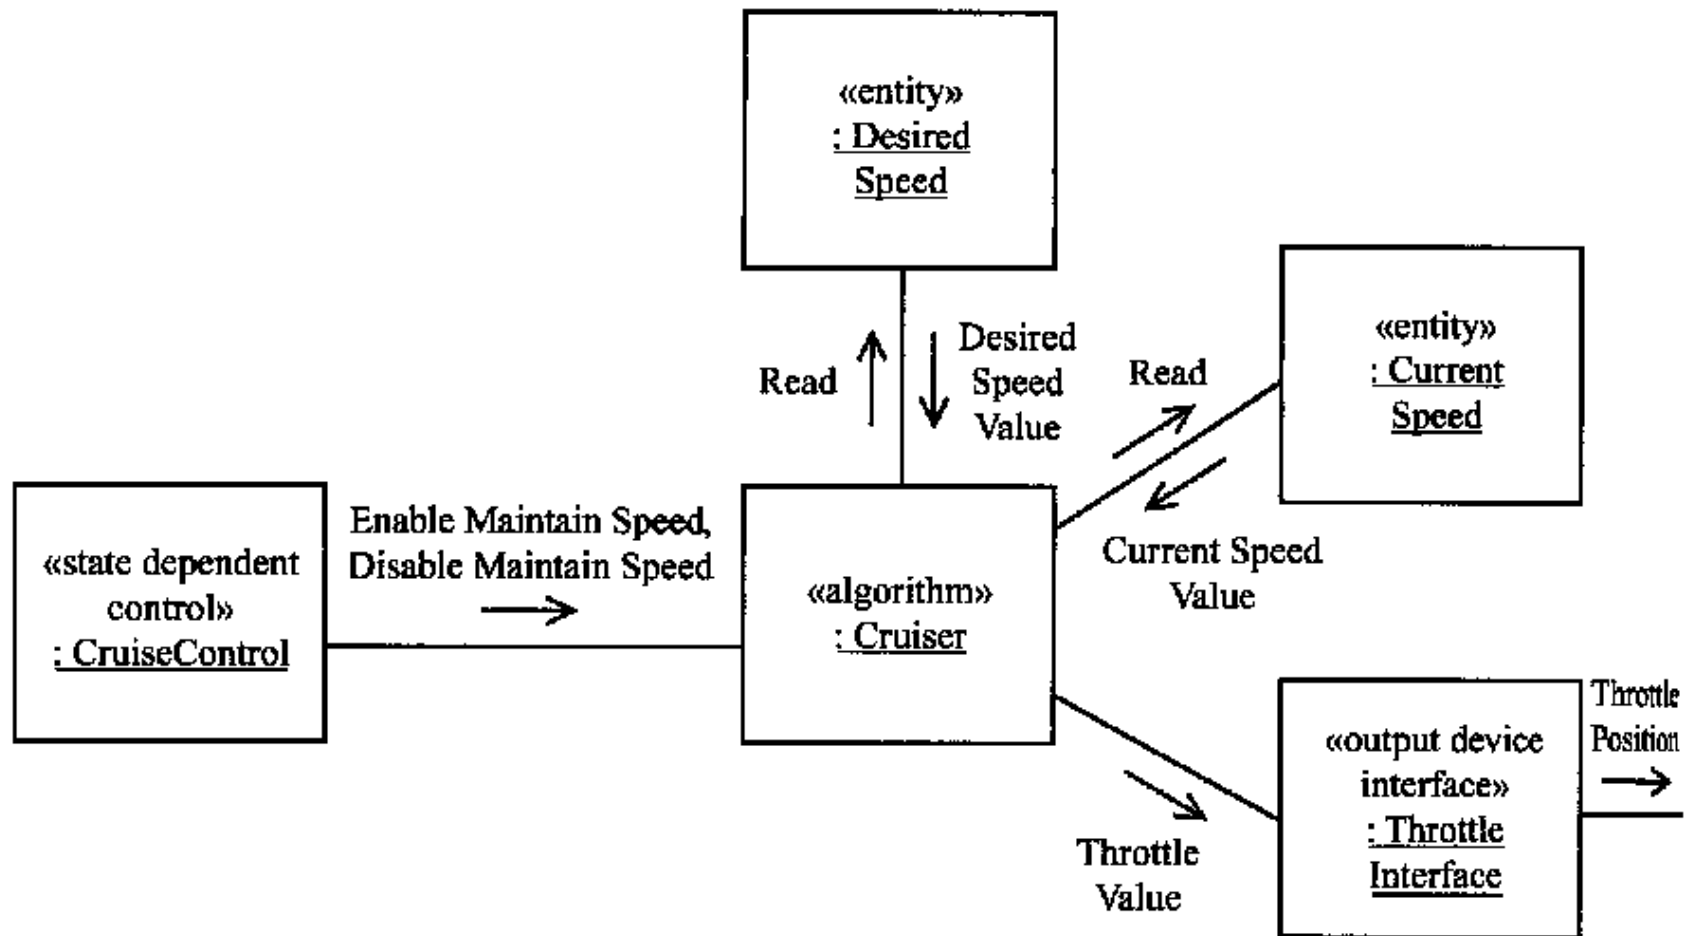 «entity»
: Desired
Speed
Read
Desired
Speed
Value
Read
«entity»
: Current
Speed
Current Speed
Value
Enable Maintain Speed,
Disable Maintain Speed
«state dependent
control»
: CruiseControl
«algorithm»
: Cruiser
Throttle
Value
«output device
interface»
: Throttle
Interface
Throttle
Position